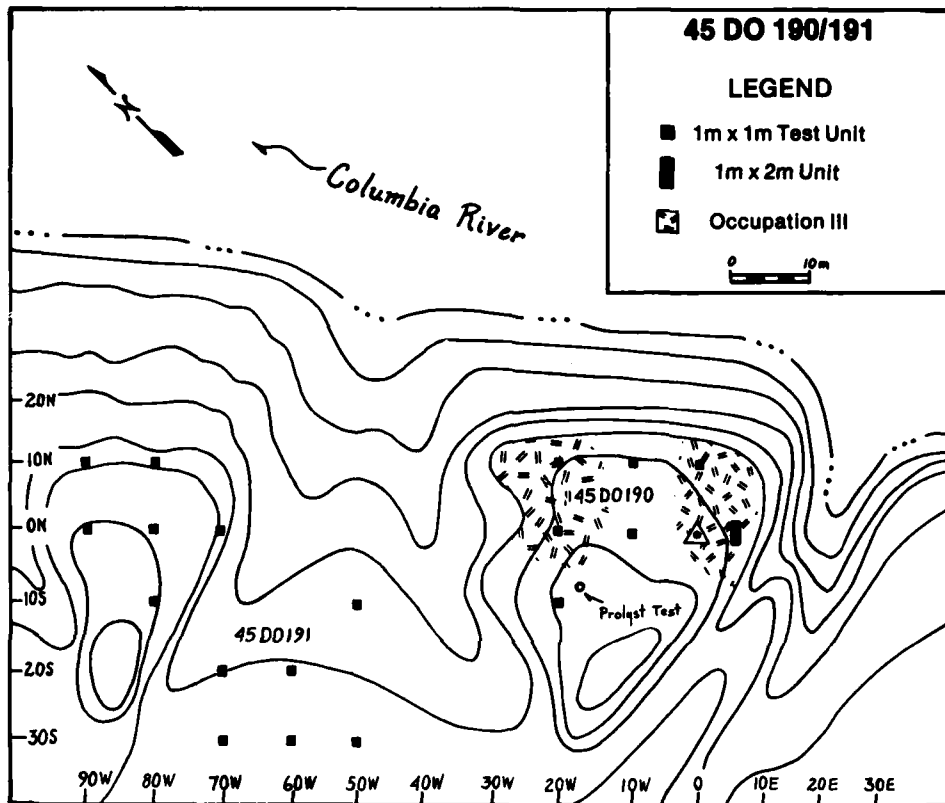 45 DO 190/191
LEGEND
1m x 1m Test Unit
1m x 2m Unit
Occupation III
0 10m
N
Columbia River
20N
10N
0N
10S
20S
30S
45DO190
Prolyst Test
45DO191
90W 80W 70W 60W 50W 40W 30W 20W 10W 0 10E 20E 30E